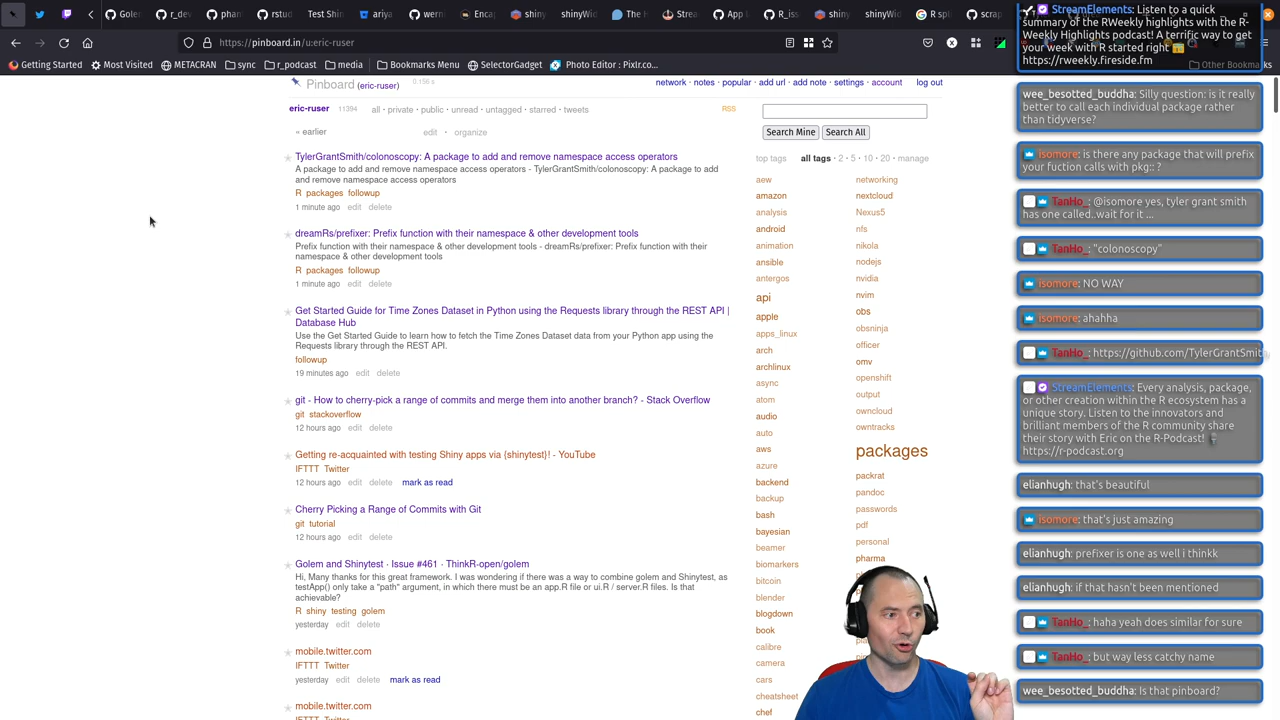 Getting Started
Most Visited
METACRAN
sync
r_podcast
media
Bookmarks Menu
SelectorGadget
Photo Editor : Pixlr.co...
Other Bookmarks
https://pinboard.in/u:eric-ruser
Pinboard (eric-ruser)
0.156 s
network · notes · popular · add url · add note · settings · account
log out
eric-ruser 11394 all · private · public · unread · untagged · starred · tweets
RSS
« earlier
edit · organize
Search Mine
Search All
TylerGrantSmith/colonoscopy: A package to add and remove namespace access operators
A package to add and remove namespace access operators - TylerGrantSmith/colonoscopy: A package to add
and remove namespace access operators
R packages followup
1 minute ago edit delete
dreamRs/prefixer: Prefix function with their namespace & other development tools
Prefix function with their namespace & other development tools - dreamRs/prefixer: Prefix function with their
namespace & other development tools
R packages followup
1 minute ago edit delete
Get Started Guide for Time Zones Dataset in Python using the Requests library through the REST API |
Database Hub
Use the Get Started Guide to learn how to fetch the Time Zones Dataset data from your Python app using the
Requests library through the REST API.
followup
19 minutes ago edit delete
git - How to cherry-pick a range of commits and merge them into another branch? - Stack Overflow
git stackoverflow
12 hours ago edit delete
Getting re-acquainted with testing Shiny apps via {shinytest}! - YouTube
IFTTT Twitter
12 hours ago edit delete mark as read
Cherry Picking a Range of Commits with Git
git tutorial
12 hours ago edit delete
Golem and Shinytest · Issue #461 · ThinkR-open/golem
Hi, Many thanks for this great framework. I was wondering if there was a way to combine golem and Shinytest, as
testApp() only take a "path" argument, in which there must be an app.R file or ui.R / server.R files. Is that
achievable?
R shiny testing golem
yesterday edit delete
mobile.twitter.com
IFTTT Twitter
yesterday edit delete mark as read
mobile.twitter.com
IFTTT Twitter
top tags all tags · 2 · 5 · 10 · 20 · manage
aew
amazon
analysis
android
animation
ansible
antergos
api
apple
apps_linux
arch
archlinux
async
atom
audio
auto
aws
azure
backend
backup
bash
bayesian
beamer
biomarkers
bitcoin
blender
blogdown
book
calibre
camera
cars
cheatsheet
chef
networking
nextcloud
Nexus5
nfs
nikola
nodejs
nvidia
nvim
obs
obsninja
officer
omv
openshift
output
owncloud
owntracks
packages
packrat
pandoc
passwords
pdf
personal
pharma
StreamElements: Listen to a quick
summary of the RWeekly highlights with the R-
Weekly Highlights podcast! A terrific way to get
your week with R started right
https://rweekly.fireside.fm
wee_besotted_buddha: Silly question: is it really
better to call each individual package rather
than tidyverse?
isomore: is there any package that will prefix
your fuction calls with pkg:: ?
TanHo_: @isomore yes, tyler grant smith
has one called..wait for it ...
TanHo_: "colonoscopy"
isomore: NO WAY
isomore: ahahha
TanHo_: https://github.com/TylerGrantSmith
StreamElements: Every analysis, package,
or other creation within the R ecosystem has a
unique story. Listen to the innovators and
brilliant members of the R community share
their story with Eric on the R-Podcast!
https://r-podcast.org
elianhugh: that's beautiful
isomore: that's just amazing
elianhugh: prefixer is one as well i thinkk
elianhugh: if that hasn't been mentioned
TanHo_: haha yeah does similar for sure
TanHo_: but way less catchy name
wee_besotted_buddha: Is that pinboard?